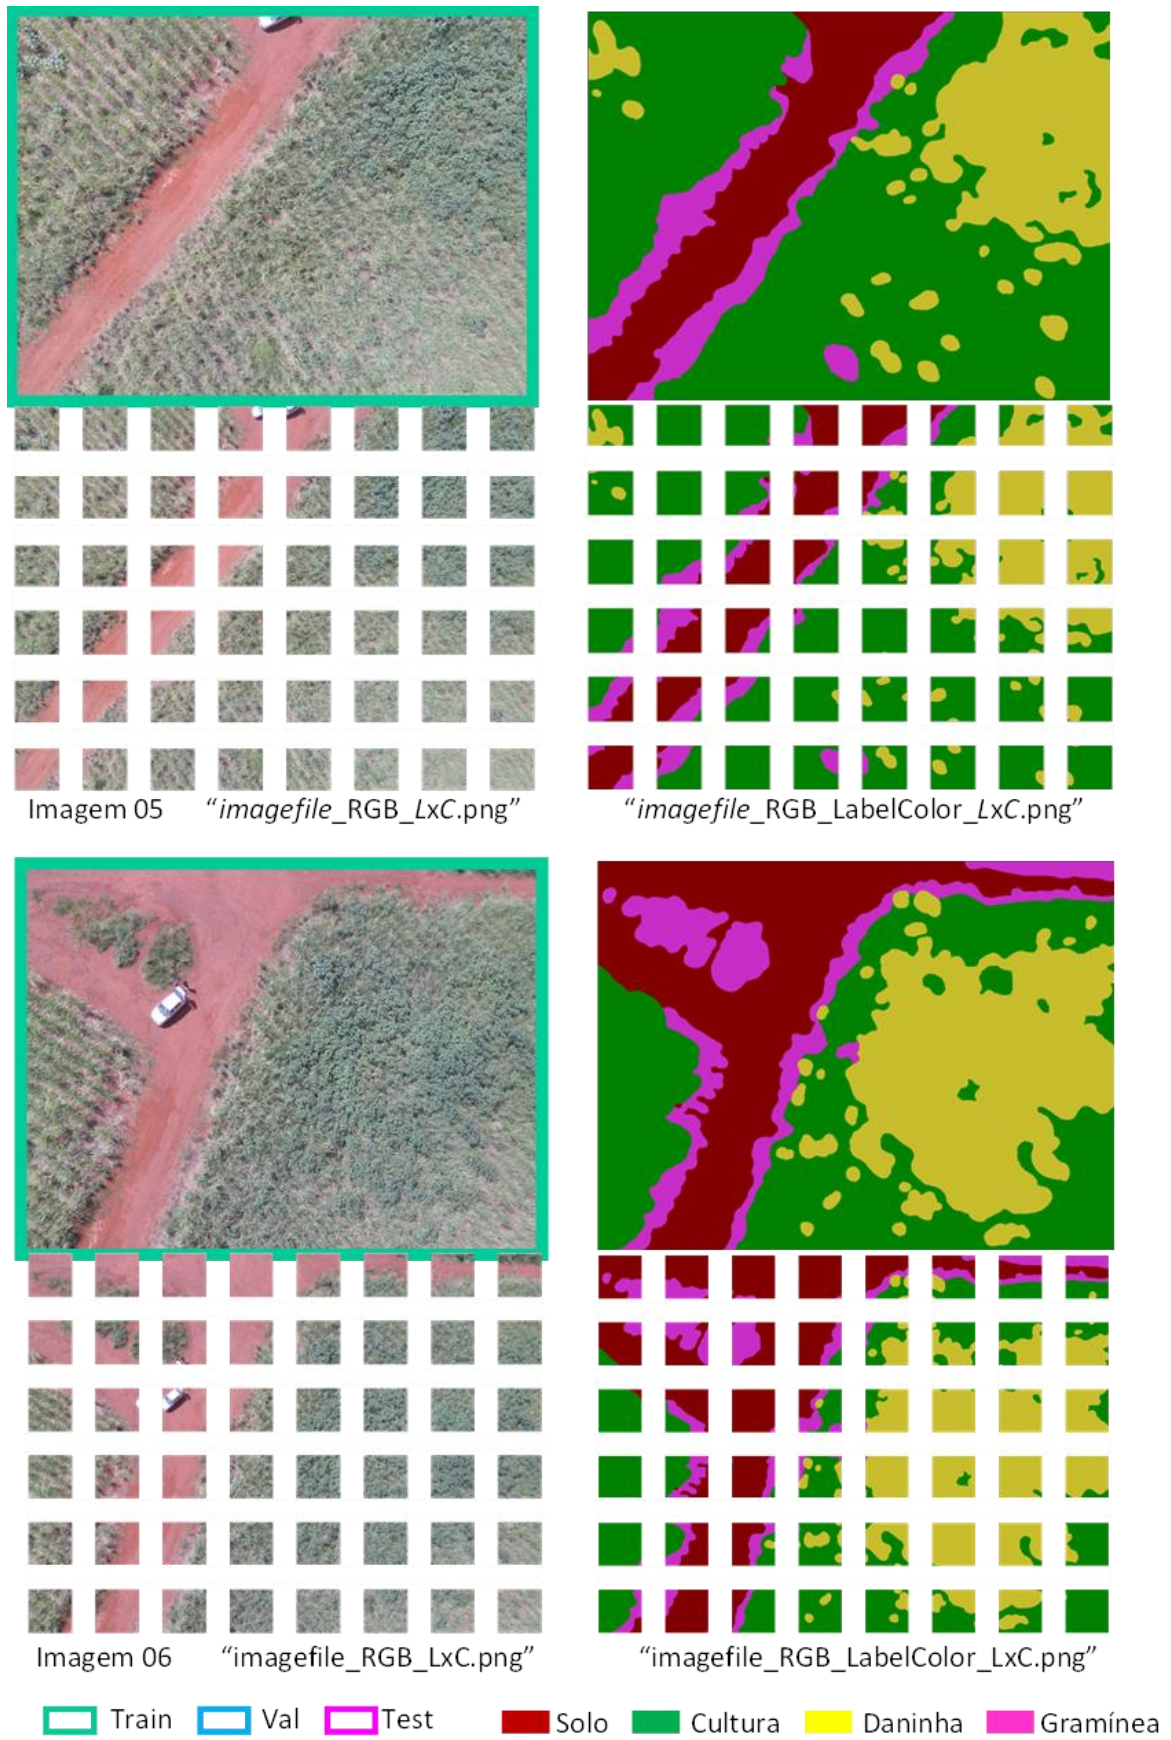 Imagem 05 “imagefile_RGB_LxC.png” “imagefile_RGB_LabelColor_LxC.png”
Imagem 06 “imagefile_RGB_LxC.png” “imagefile_RGB_LabelColor_LxC.png”
Train Val Test Solo Cultura Daninha Gramínea